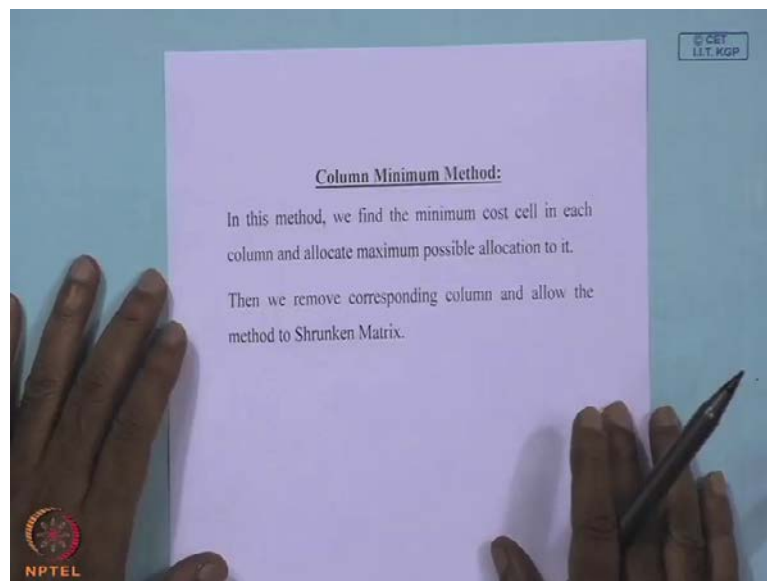 © CET
I.I.T. KGP
Column Minimum Method:
In this method, we find the minimum cost cell in each
column and allocate maximum possible allocation to it.
Then we remove corresponding column and allow the
method to Shrunken Matrix.
NPTEL